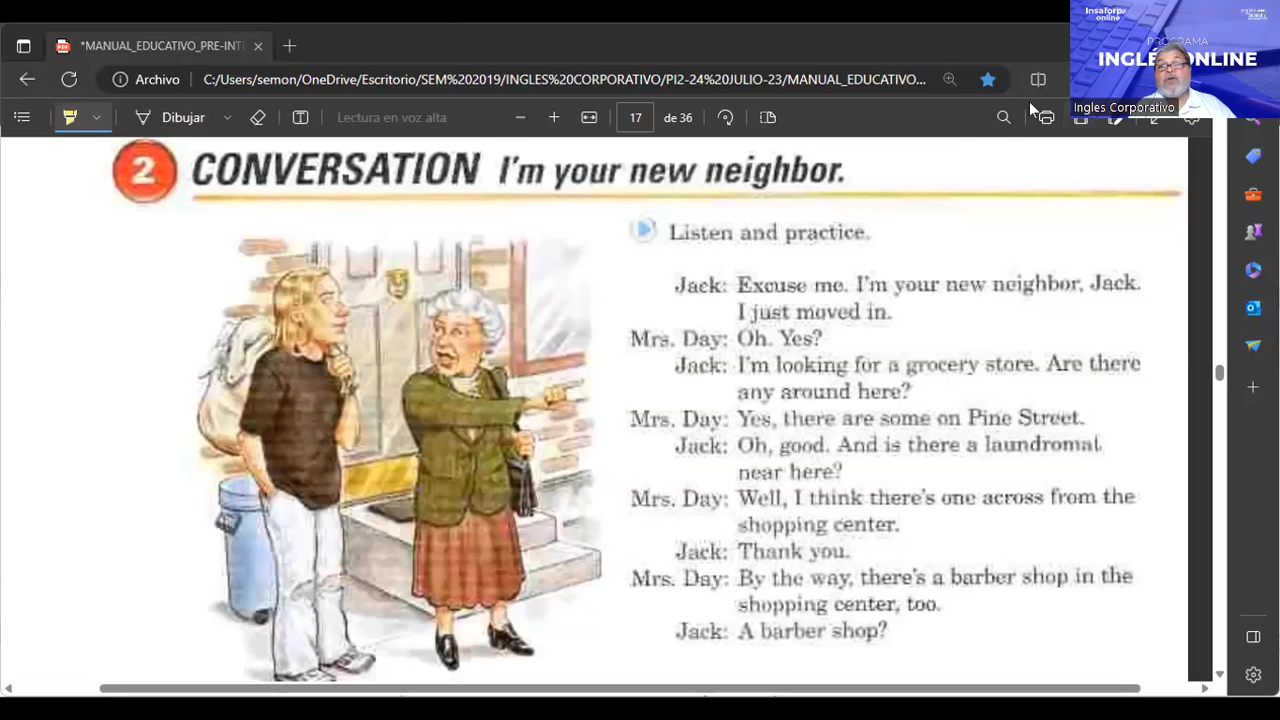 Insaforp
online
*MANUAL_EDUCATIVO_PRE-INT
PROGRAMA
INGLÉS ONLINE
Archivo
C:/Users/semon/OneDrive/Escritorio/SEM%202019/INGLES%20CORPORATIVO/PI2-24%20JULIO-23/MANUAL_EDUCATIVO...
Ingles Corporativo
Dibujar
Lectura en voz alta
17
de 36
2 CONVERSATION I'm your new neighbor.
Listen and practice.
Jack: Excuse me. I'm your new neighbor, Jack.
I just moved in.
Mrs. Day: Oh. Yes?
Jack: I'm looking for a grocery store. Are there
any around here?
Mrs. Day: Yes, there are some on Pine Street.
Jack: Oh, good. And is there a laundromat
near here?
Mrs. Day: Well, I think there's one across from the
shopping center.
Jack: Thank you.
Mrs. Day: By the way, there's a barber shop in the
shopping center, too.
Jack: A barber shop?